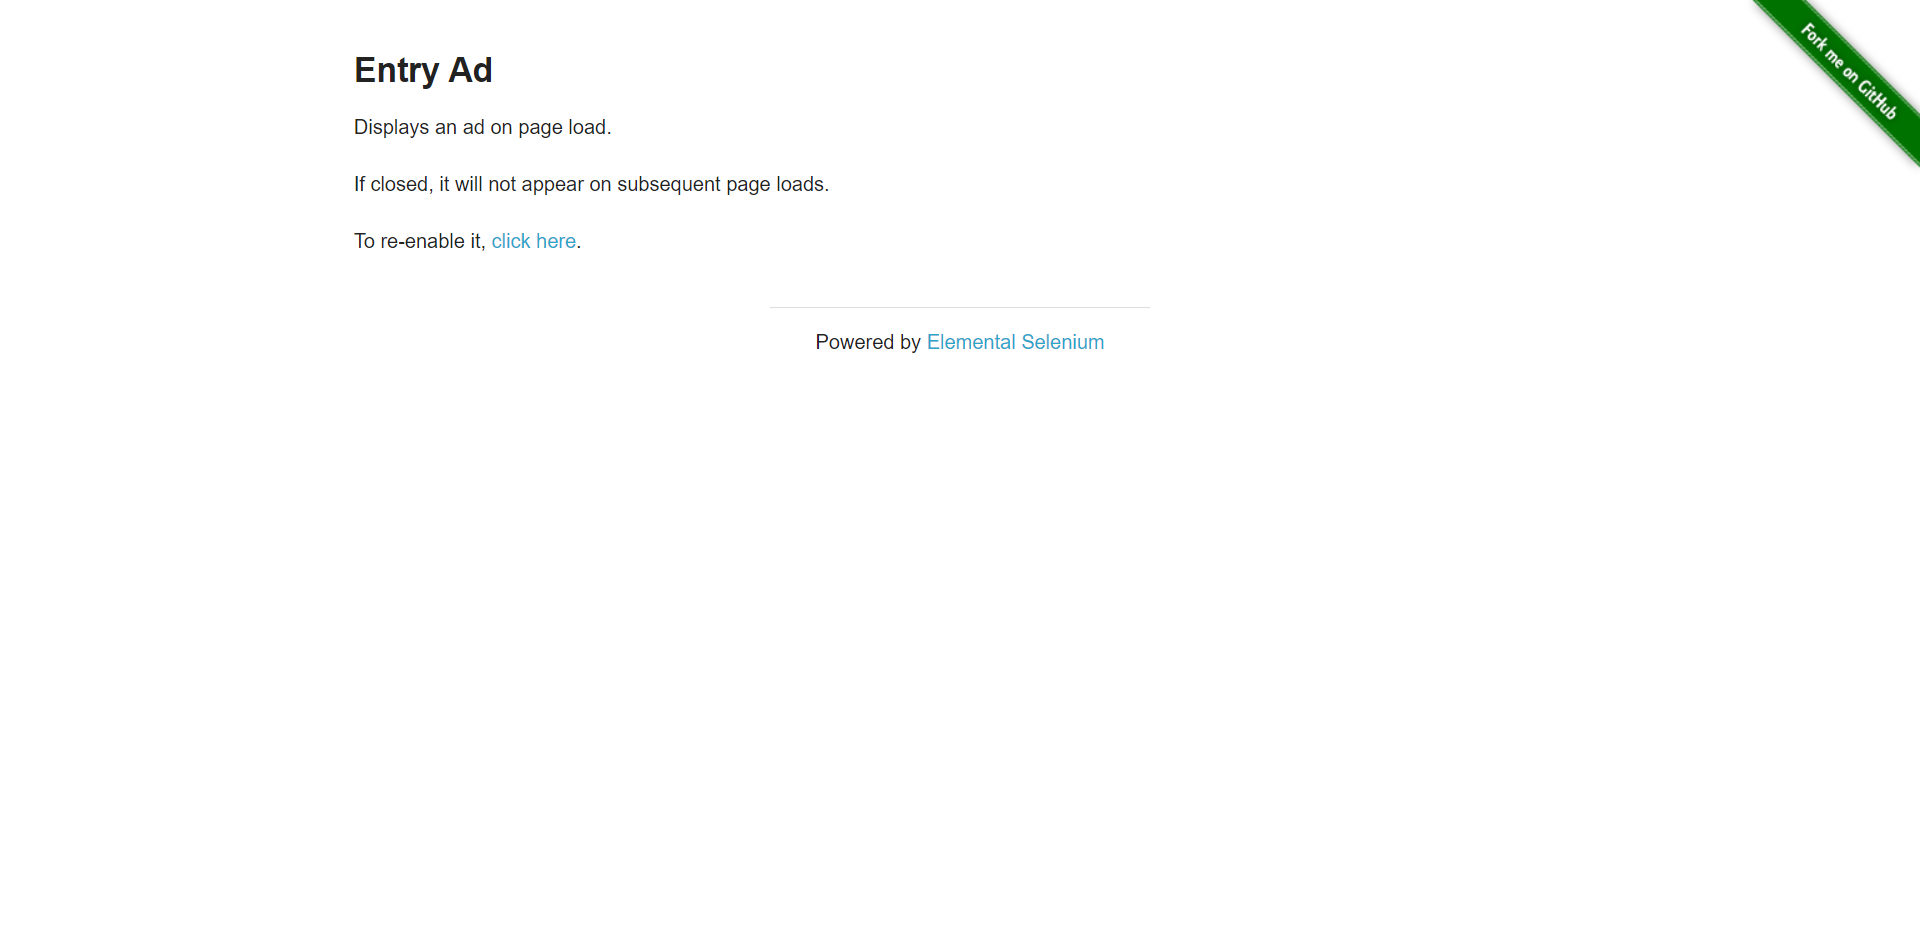 Entry Ad
Displays an ad on page load.
If closed, it will not appear on subsequent page loads.
To re-enable it, click here.
Powered by Elemental Selenium
Fork me on GitHub